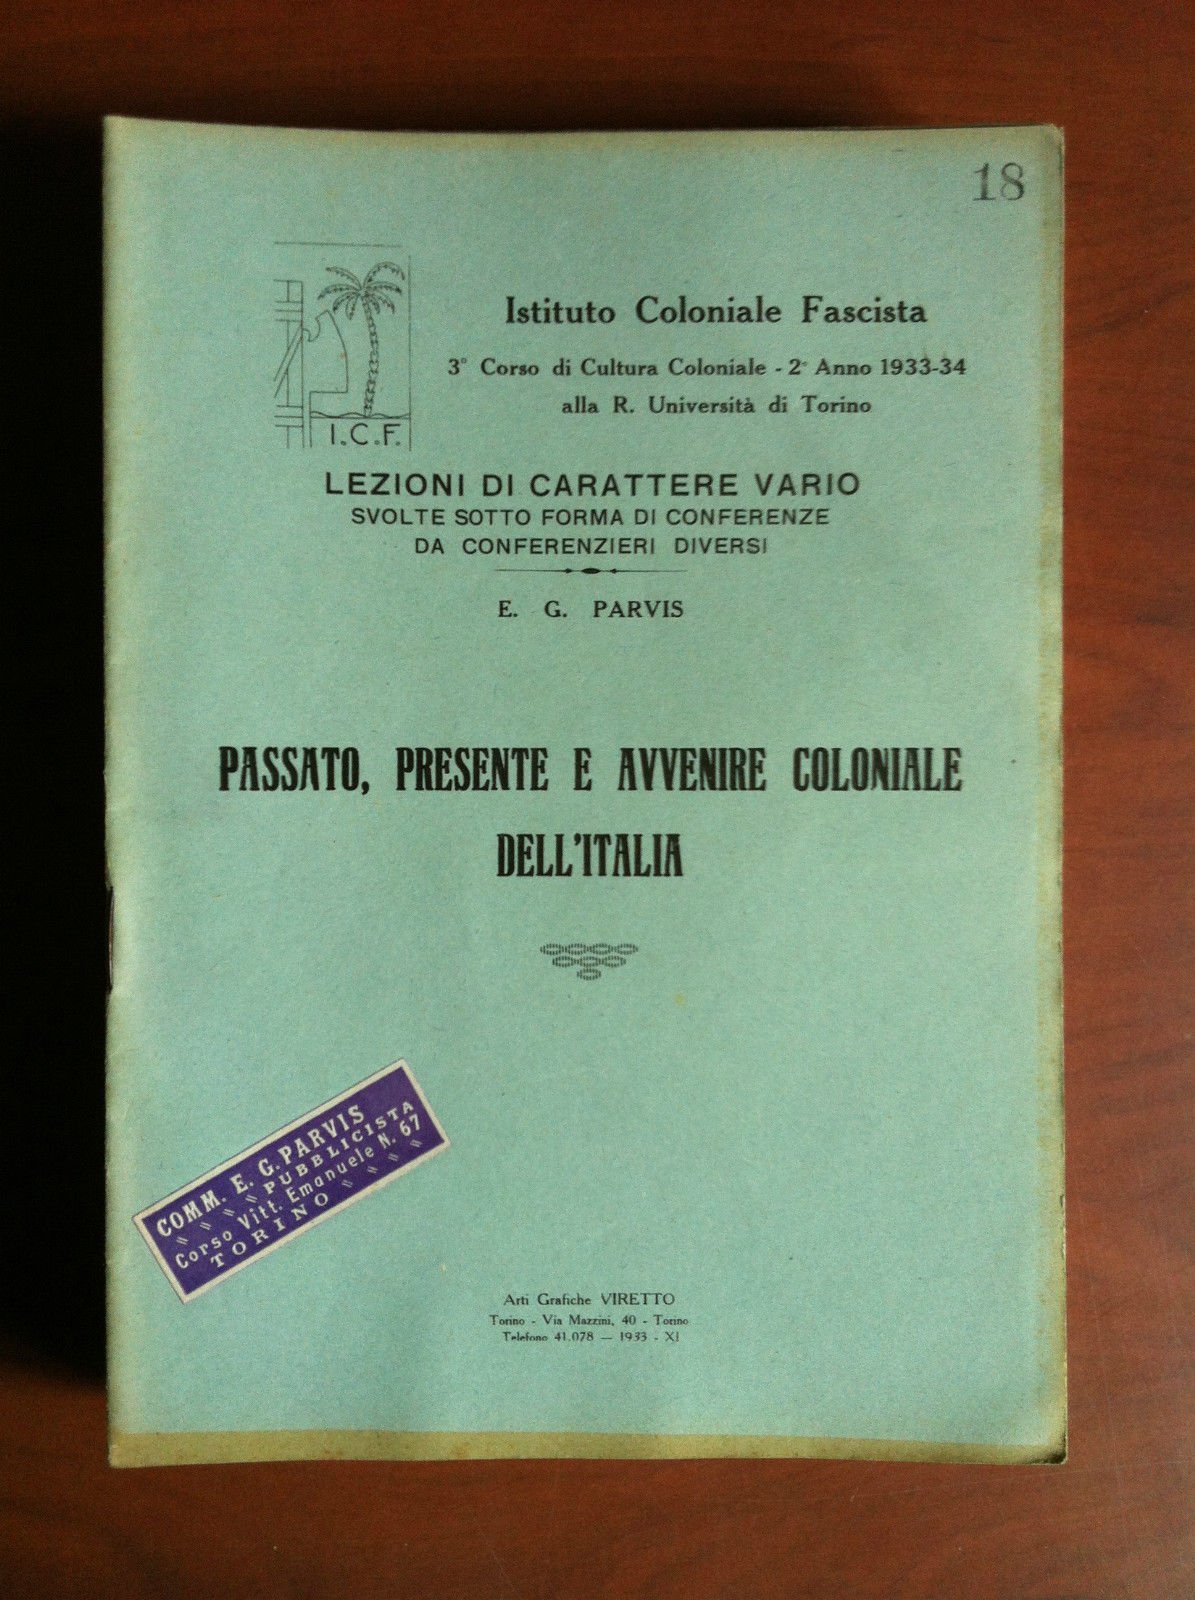 18
Istituto Coloniale Fascista
3° Corso di Cultura Coloniale - 2° Anno 1933-34
alla R. Università di Torino
I.C.F.
LEZIONI DI CARATTERE VARIO
SVOLTE SOTTO FORMA DI CONFERENZE
DA CONFERENZIERI DIVERSI
E. G. PARVIS
PASSATO, PRESENTE E AVVENIRE COLONIALE
DELL'ITALIA
COMM. E. G. PARVIS
PUBBLICISTA
Corso Vitt. Emanuele N. 67
TORINO
Arti Grafiche VIRETTO
Torino - Via Mazzini, 40 - Torino
Telefono 41.078 — 1933 - XI